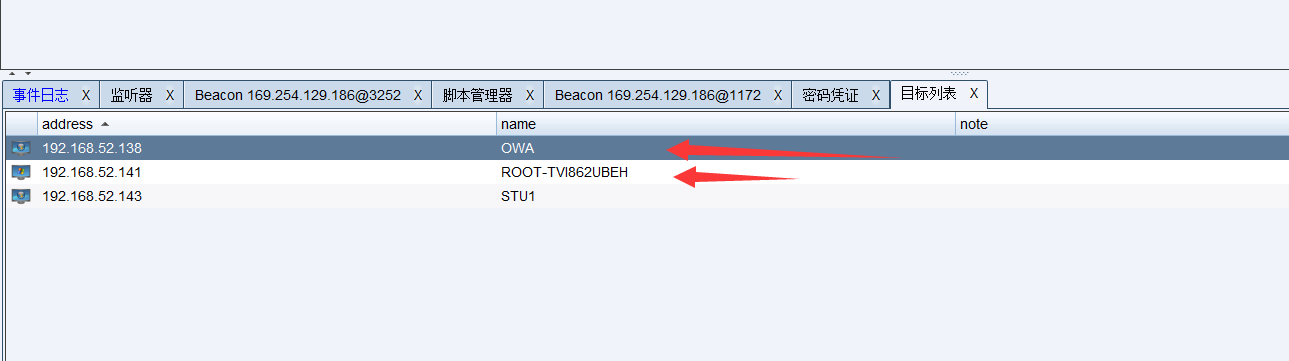 事件日志 X 监听器 X Beacon 169.254.129.186@3252 X 脚本管理器 X Beacon 169.254.129.186@1172 X 密码凭证 X 目标列表 X
address name note
192.168.52.138 OWA
192.168.52.141 ROOT-TVI862UBEH
192.168.52.143 STU1